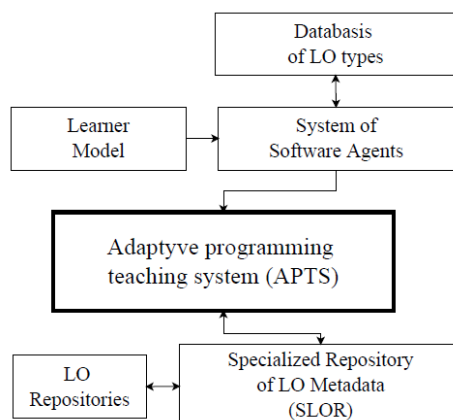 Databasis
of LO types
Learner
Model
System of
Software Agents
Adaptyve programming
teaching system (APTS)
LO
Repositories
Specialized Repository
of LO Metadata
(SLOR)